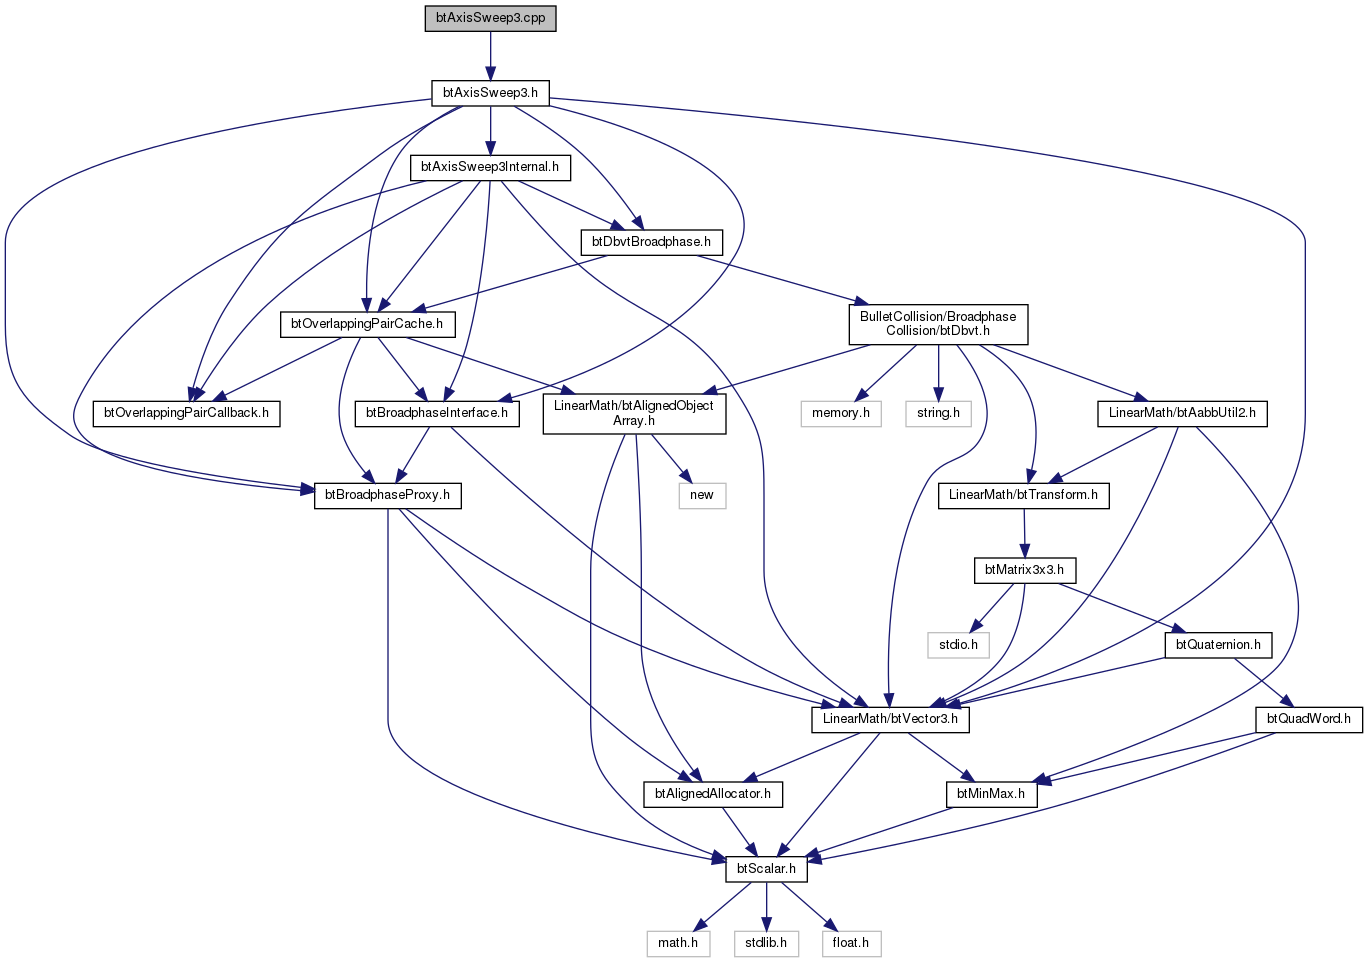 btAxisSweep3.cpp
btAxisSweep3.h
btAxisSweep3Internal.h
btDbvtBroadphase.h
BulletCollision/Broadphase
Collision/btDbvt.h
btOverlappingPairCache.h
btOverlappingPairCallback.h
btBroadphaseInterface.h
LinearMath/btAlignedObject
Array.h
memory.h
string.h
LinearMath/btAabbUtil2.h
btBroadphaseProxy.h
new
LinearMath/btTransform.h
btMatrix3x3.h
stdio.h
btQuaternion.h
LinearMath/btVector3.h
btQuadWord.h
btAlignedAllocator.h
btMinMax.h
btScalar.h
math.h
stdlib.h
float.h